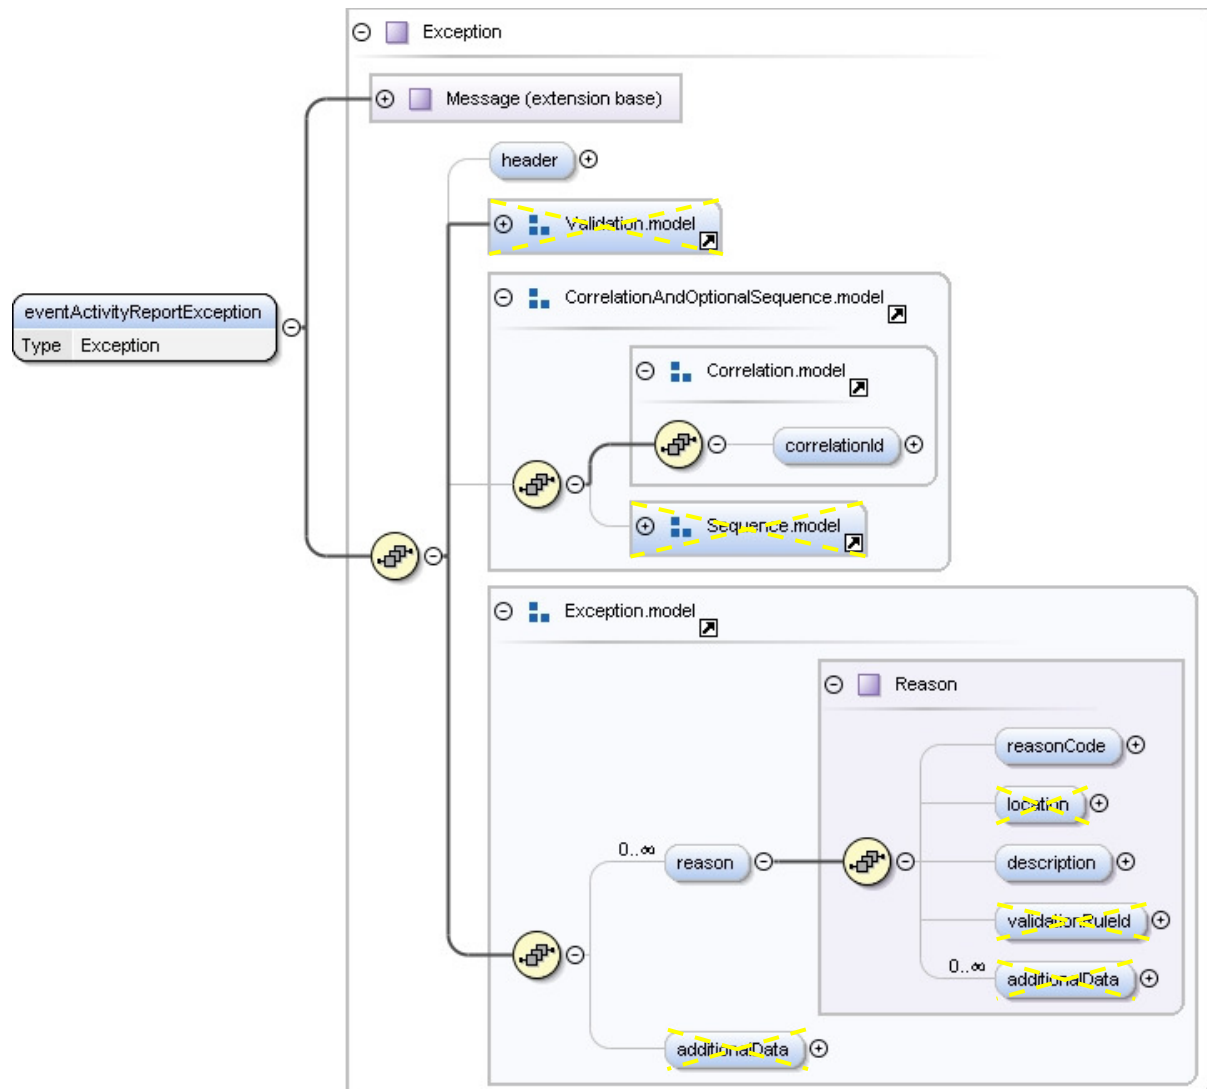 Exception
Message (extension base)
header
Validation.model
eventActivityReportException
Type Exception
CorrelationAndOptionalSequence.model
Correlation.model
correlationId
Sequence.model
Exception.model
Reason
reasonCode
location
0..∞
reason
description
validationRuleId
0..∞
additionalData
additionalData